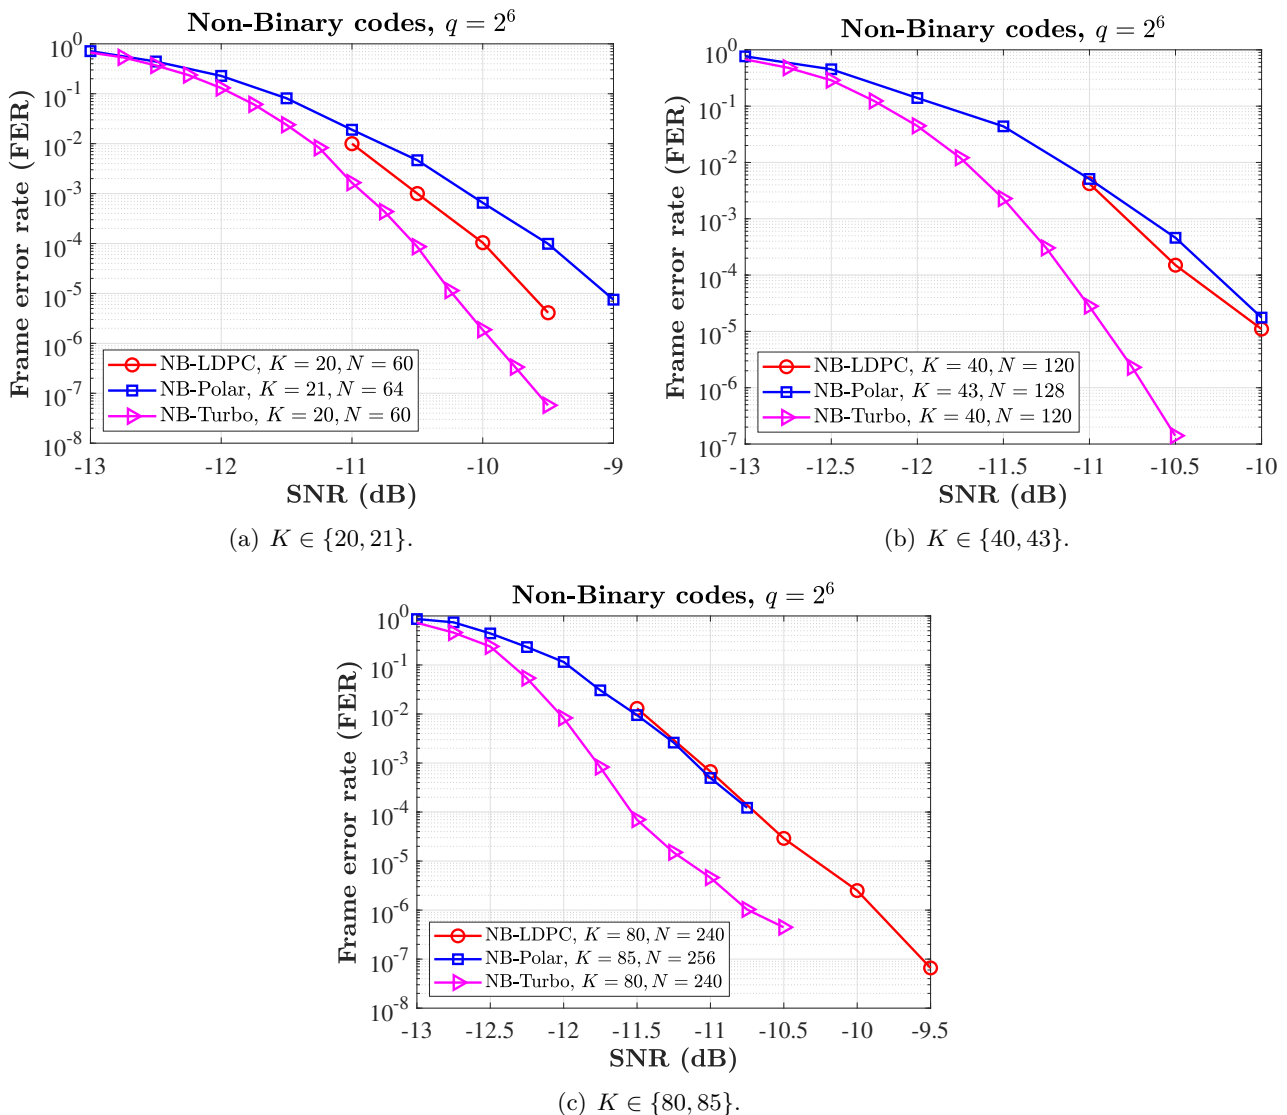 Non-Binary codes, q = 2^6
10^0
10^-1
10^-2
10^-3
10^-4
10^-5
10^-6
10^-7
10^-8
Frame error rate (FER)
NB-LDPC, K = 20, N = 60
NB-Polar, K = 21, N = 64
NB-Turbo, K = 20, N = 60
-13 -12 -11 -10 -9
SNR (dB)
(a) K ∈ {20, 21}.
Non-Binary codes, q = 2^6
10^0
10^-1
10^-2
10^-3
10^-4
10^-5
10^-6
10^-7
Frame error rate (FER)
NB-LDPC, K = 40, N = 120
NB-Polar, K = 43, N = 128
NB-Turbo, K = 40, N = 120
-13 -12.5 -12 -11.5 -11 -10.5 -10
SNR (dB)
(b) K ∈ {40, 43}.
Non-Binary codes, q = 2^6
10^0
10^-1
10^-2
10^-3
10^-4
10^-5
10^-6
10^-7
10^-8
Frame error rate (FER)
NB-LDPC, K = 80, N = 240
NB-Polar, K = 85, N = 256
NB-Turbo, K = 80, N = 240
-13 -12.5 -12 -11.5 -11 -10.5 -10 -9.5
SNR (dB)
(c) K ∈ {80, 85}.